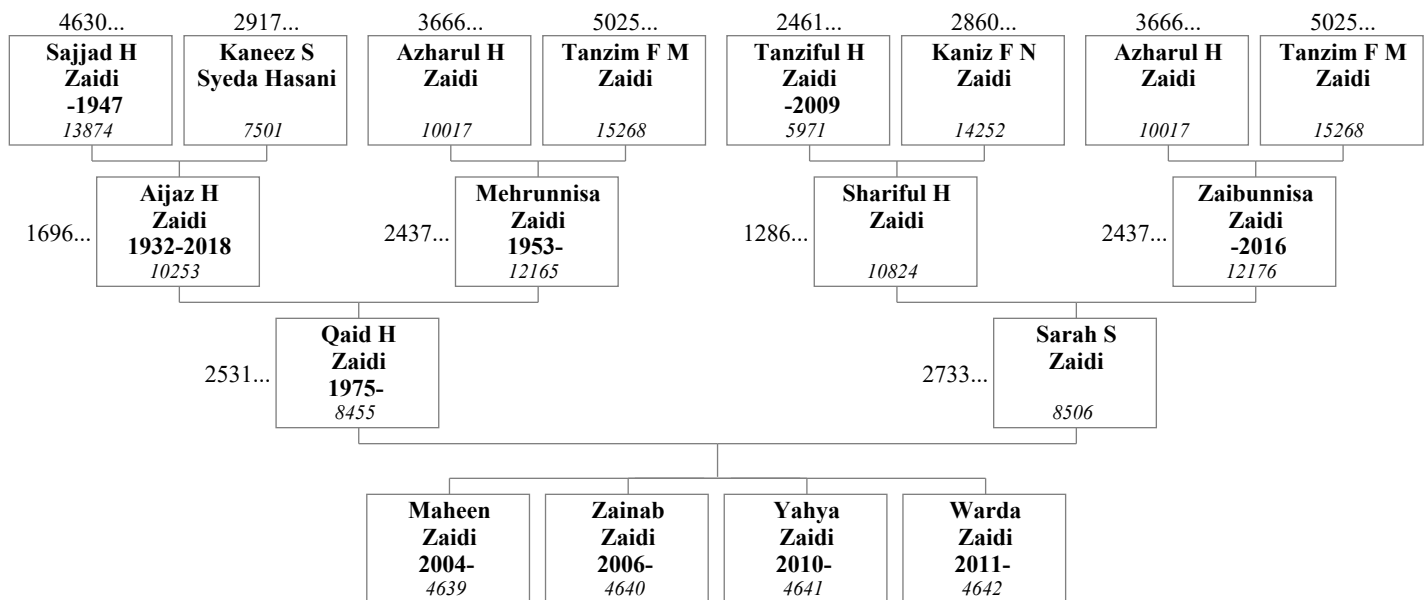 4630...
2917...
3666...
5025...
2461...
2860...
3666...
5025...
Sajjad H
Zaidi
-1947
13874
Kaneez S
Syeda Hasani
7501
Azharul H
Zaidi
10017
Tanzim F M
Zaidi
15268
Tanziful H
Zaidi
-2009
5971
Kaniz F N
Zaidi
14252
Azharul H
Zaidi
10017
Tanzim F M
Zaidi
15268
1696...
Aijaz H
Zaidi
1932-2018
10253
2437...
Mehrunnisa
Zaidi
1953-
12165
1286...
Shariful H
Zaidi
10824
2437...
Zaibunnisa
Zaidi
-2016
12176
2531...
Qaid H
Zaidi
1975-
8455
2733...
Sarah S
Zaidi
8506
Maheen
Zaidi
2004-
4639
Zainab
Zaidi
2006-
4640
Yahya
Zaidi
2010-
4641
Warda
Zaidi
2011-
4642